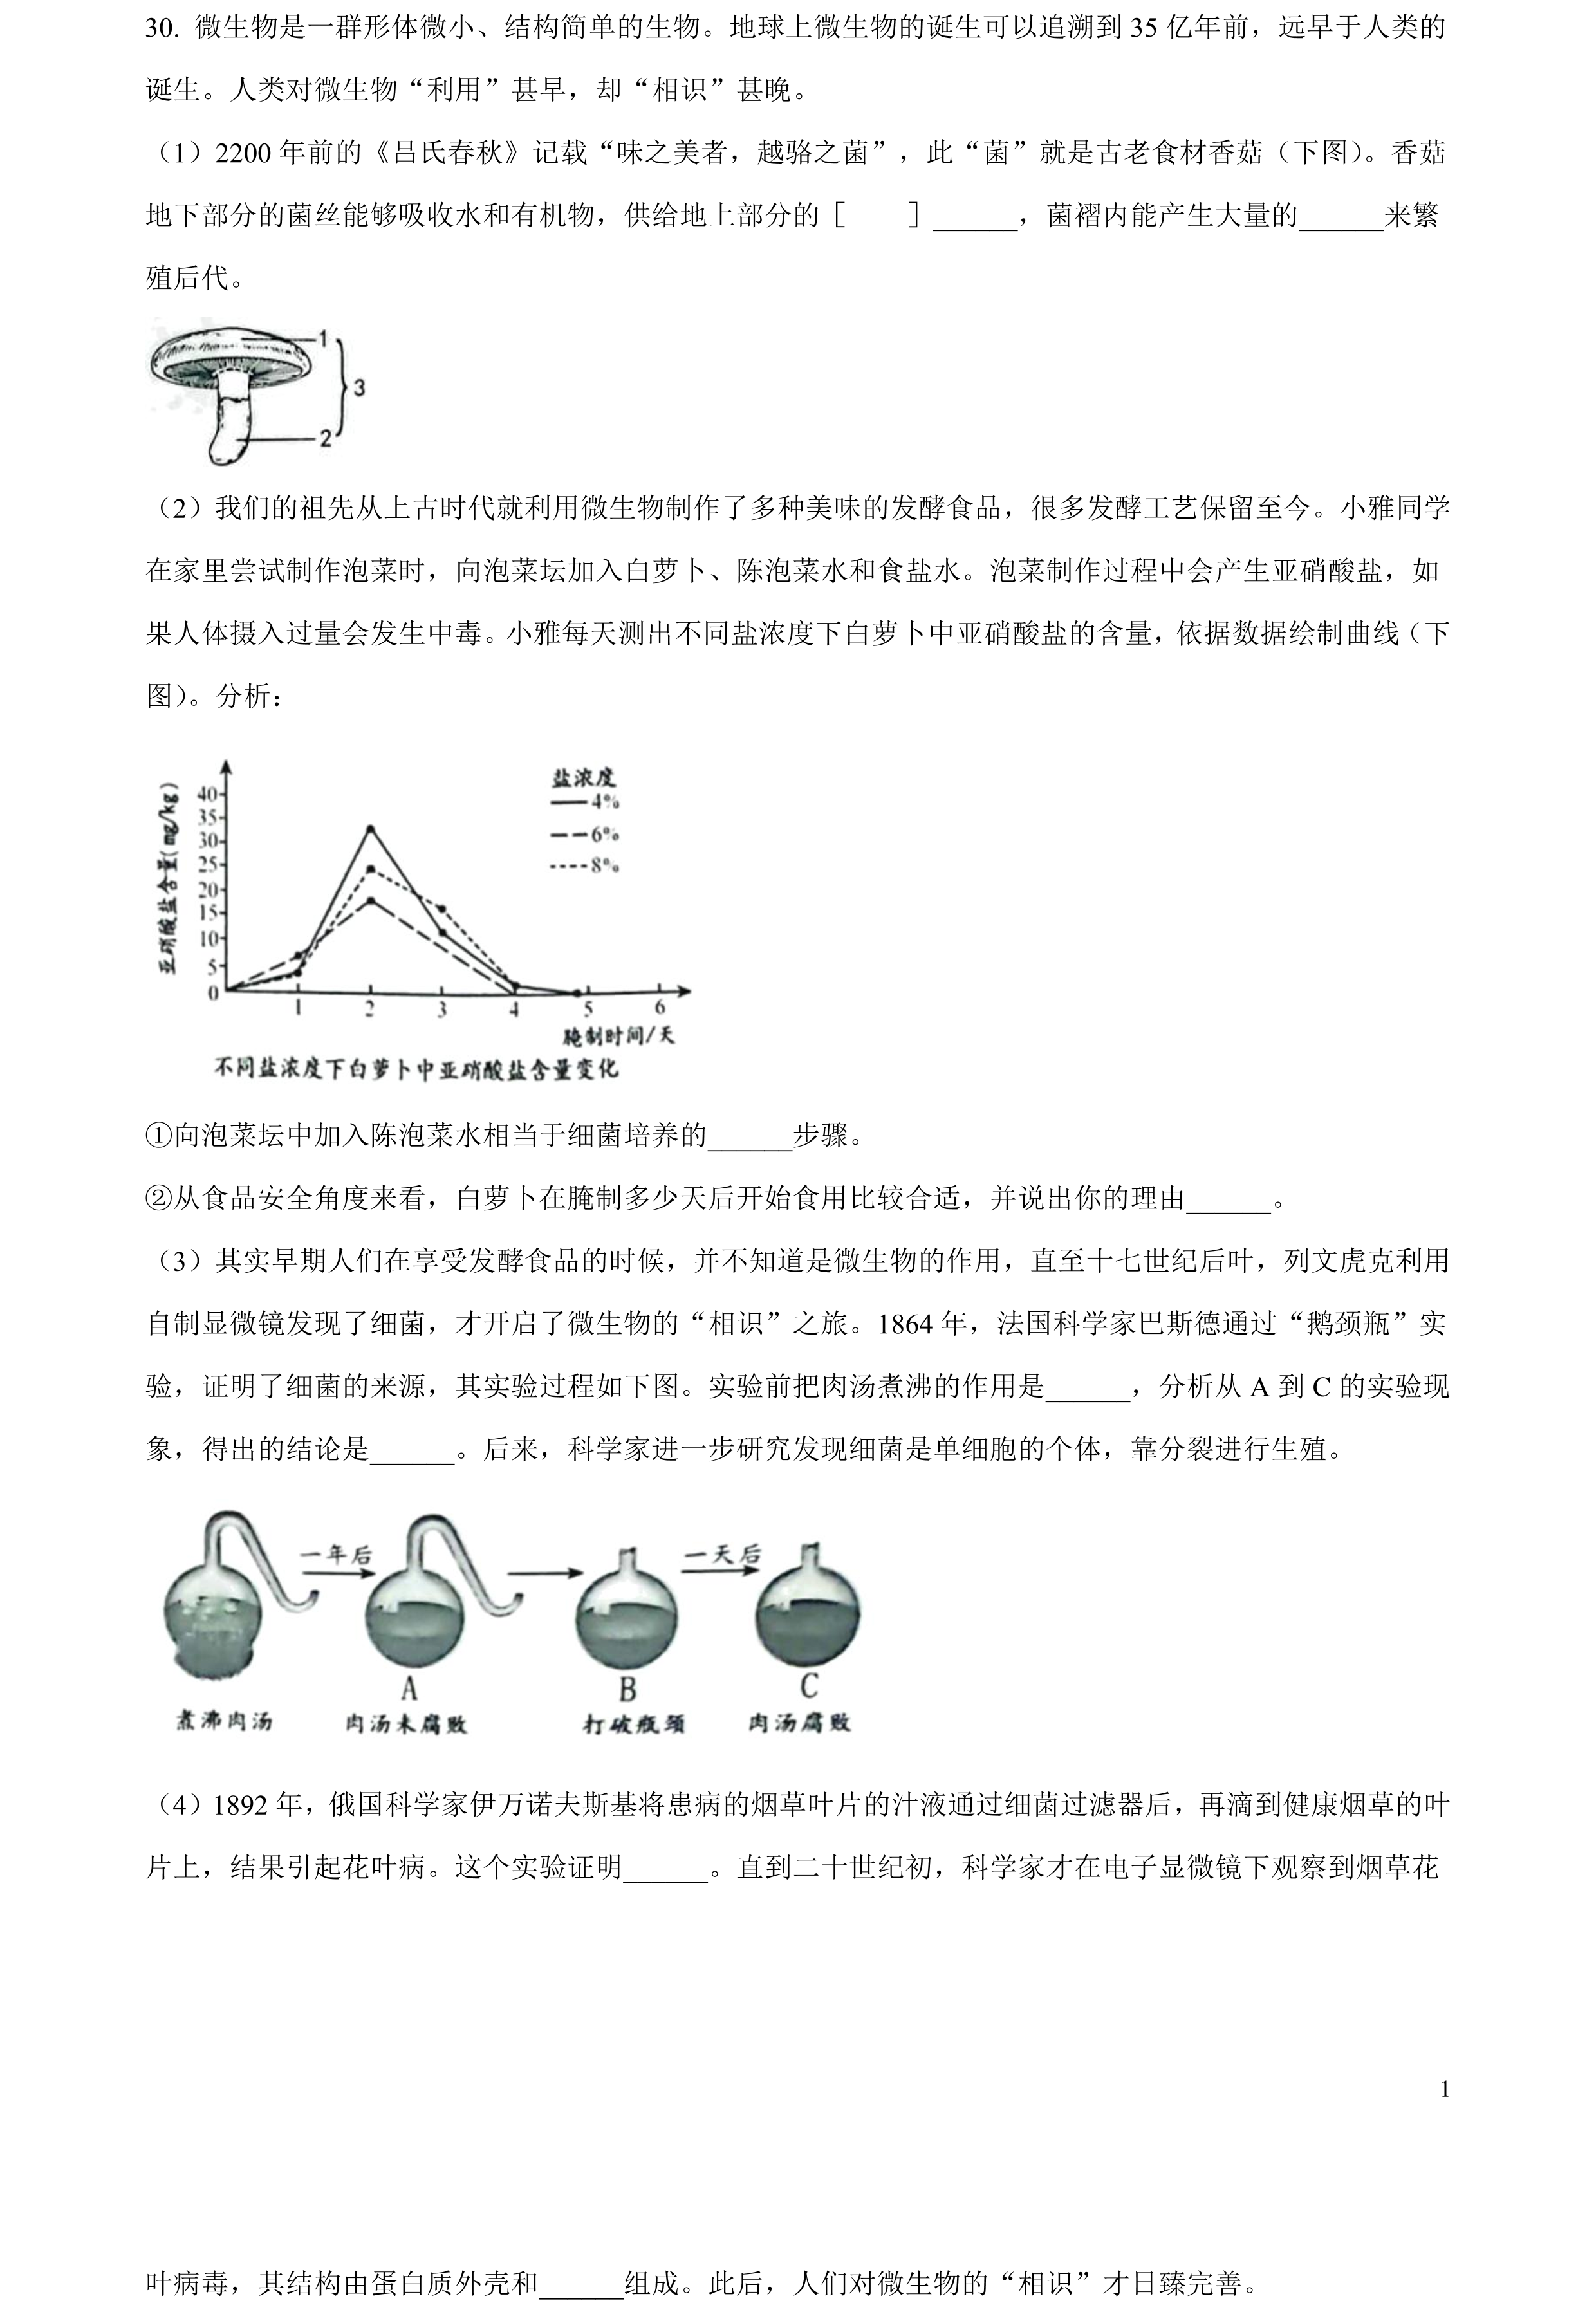 30. 微生物是一群形体微小、结构简单的生物。地球上微生物的诞生可以追溯到 35 亿年前，远早于人类的
诞生。人类对微生物“利用”甚早，却“相识”甚晚。
（1）2200 年前的《吕氏春秋》记载“味之美者，越骆之菌”，此“菌”就是古老食材香菇（下图）。香菇
地下部分的菌丝能够吸收水和有机物，供给地上部分的［　　］______，菌褶内能产生大量的______来繁
殖后代。
1
3
2
（2）我们的祖先从上古时代就利用微生物制作了多种美味的发酵食品，很多发酵工艺保留至今。小雅同学
在家里尝试制作泡菜时，向泡菜坛加入白萝卜、陈泡菜水和食盐水。泡菜制作过程中会产生亚硝酸盐，如
果人体摄入过量会发生中毒。小雅每天测出不同盐浓度下白萝卜中亚硝酸盐的含量，依据数据绘制曲线（下
图）。分析：
亚硝酸盐含量(mg/kg)
40
35
30
25
20
15
10
5
0
盐浓度
4%
6%
8%
1 2 3 4 5 6
腌制时间/天
不同盐浓度下白萝卜中亚硝酸盐含量变化
①向泡菜坛中加入陈泡菜水相当于细菌培养的______步骤。
②从食品安全角度来看，白萝卜在腌制多少天后开始食用比较合适，并说出你的理由______。
（3）其实早期人们在享受发酵食品的时候，并不知道是微生物的作用，直至十七世纪后叶，列文虎克利用
自制显微镜发现了细菌，才开启了微生物的“相识”之旅。1864 年，法国科学家巴斯德通过“鹅颈瓶”实
验，证明了细菌的来源，其实验过程如下图。实验前把肉汤煮沸的作用是______，分析从 A 到 C 的实验现
象，得出的结论是______。后来，科学家进一步研究发现细菌是单细胞的个体，靠分裂进行生殖。
一年后 一天后
A B C
煮沸肉汤 肉汤未腐败 打破瓶颈 肉汤腐败
（4）1892 年，俄国科学家伊万诺夫斯基将患病的烟草叶片的汁液通过细菌过滤器后，再滴到健康烟草的叶
片上，结果引起花叶病。这个实验证明______。直到二十世纪初，科学家才在电子显微镜下观察到烟草花
1
叶病毒，其结构由蛋白质外壳和______组成。此后，人们对微生物的“相识”才日臻完善。